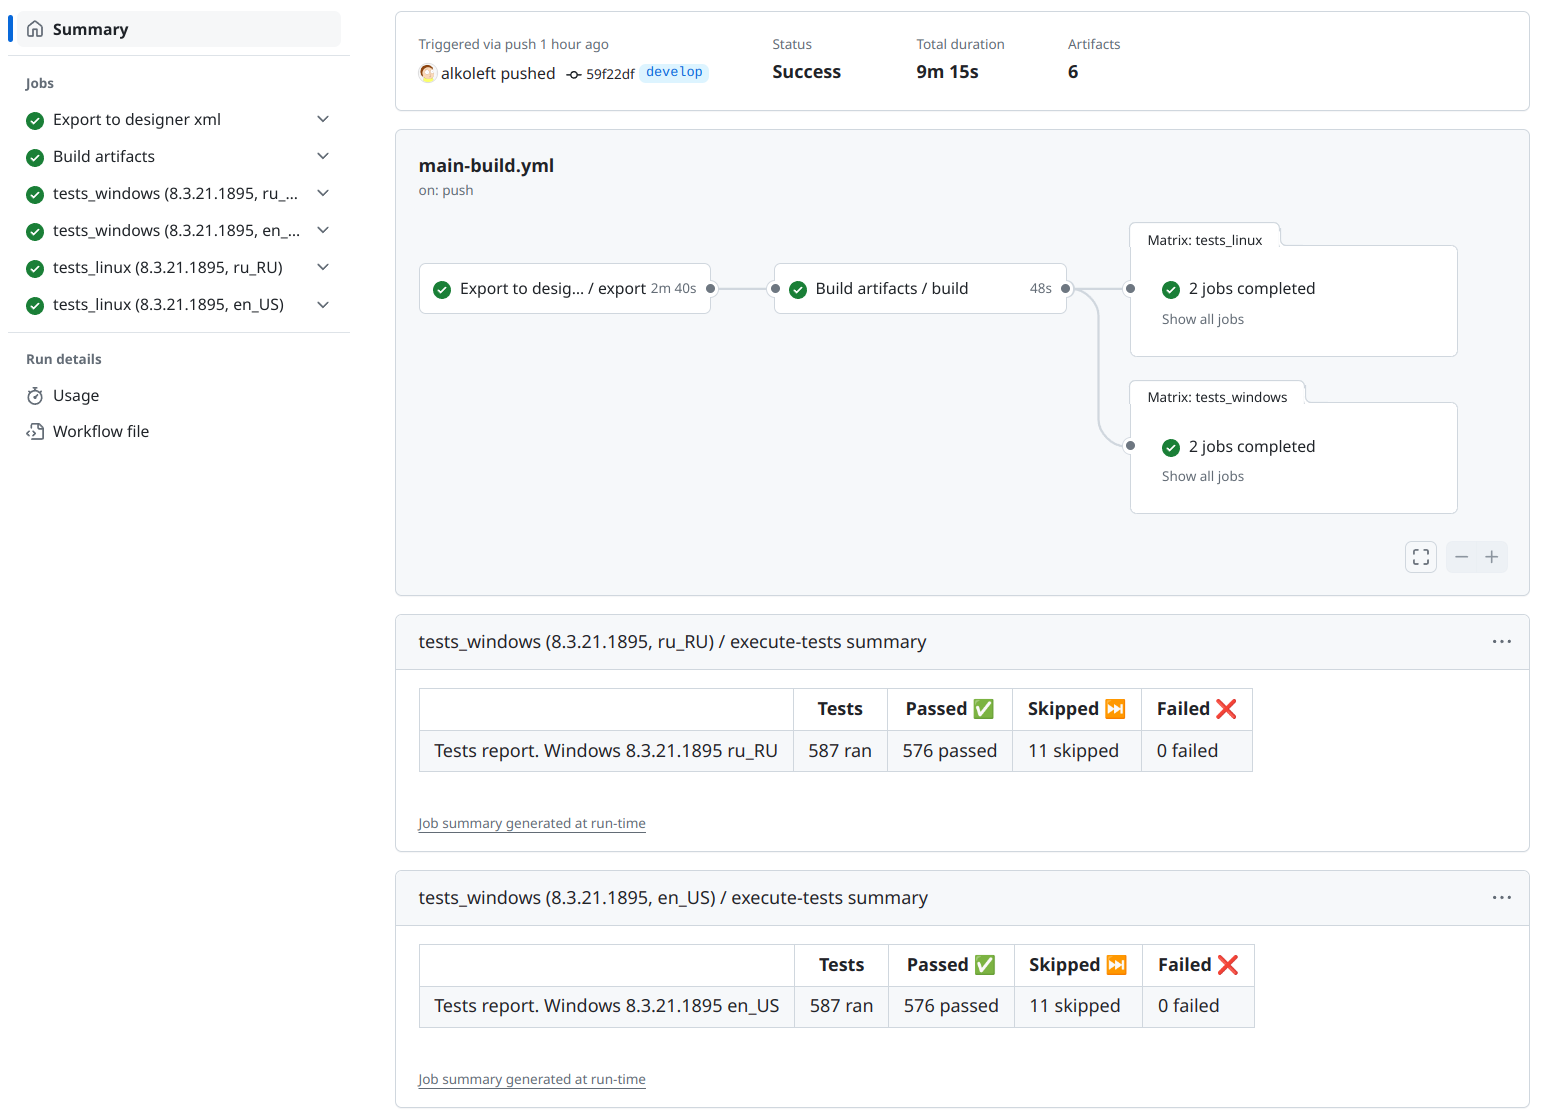 Summary
Jobs
Export to designer xml
Build artifacts
tests_windows (8.3.21.1895, ru_...
tests_windows (8.3.21.1895, en_...
tests_linux (8.3.21.1895, ru_RU)
tests_linux (8.3.21.1895, en_US)
Run details
Usage
Workflow file
Triggered via push 1 hour ago
alkoleft pushed 59f22df develop
Status
Success
Total duration
9m 15s
Artifacts
6
main-build.yml
on: push
Export to desig... / export 2m 40s
Build artifacts / build 48s
Matrix: tests_linux
2 jobs completed
Show all jobs
Matrix: tests_windows
2 jobs completed
Show all jobs
tests_windows (8.3.21.1895, ru_RU) / execute-tests summary
Tests Passed ✅ Skipped ⏭️ Failed ❌
Tests report. Windows 8.3.21.1895 ru_RU 587 ran 576 passed 11 skipped 0 failed
Job summary generated at run-time
tests_windows (8.3.21.1895, en_US) / execute-tests summary
Tests Passed ✅ Skipped ⏭️ Failed ❌
Tests report. Windows 8.3.21.1895 en_US 587 ran 576 passed 11 skipped 0 failed
Job summary generated at run-time